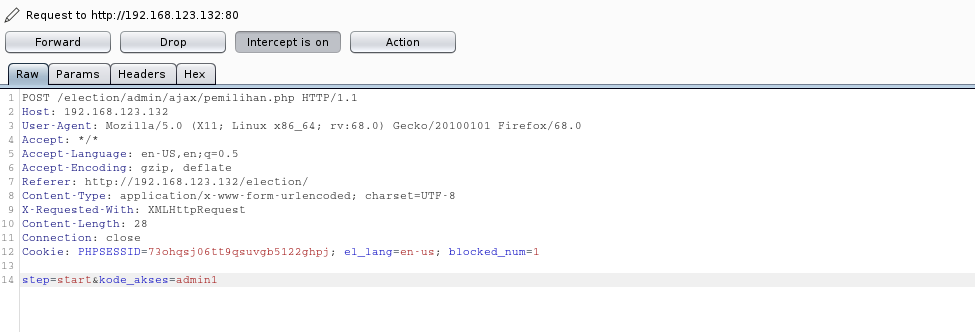 Request to http://192.168.123.132:80
Forward Drop Intercept is on Action
Raw Params Headers Hex
1 POST /election/admin/ajax/pemilihan.php HTTP/1.1
2 Host: 192.168.123.132
3 User-Agent: Mozilla/5.0 (X11; Linux x86_64; rv:68.0) Gecko/20100101 Firefox/68.0
4 Accept: */*
5 Accept-Language: en-US,en;q=0.5
6 Accept-Encoding: gzip, deflate
7 Referer: http://192.168.123.132/election/
8 Content-Type: application/x-www-form-urlencoded; charset=UTF-8
9 X-Requested-With: XMLHttpRequest
10 Content-Length: 28
11 Connection: close
12 Cookie: PHPSESSID=73ohqsj06tt9qsuvgb5122ghpj; el_lang=en-us; blocked_num=1
13
14 step=start&kode_akses=admin1